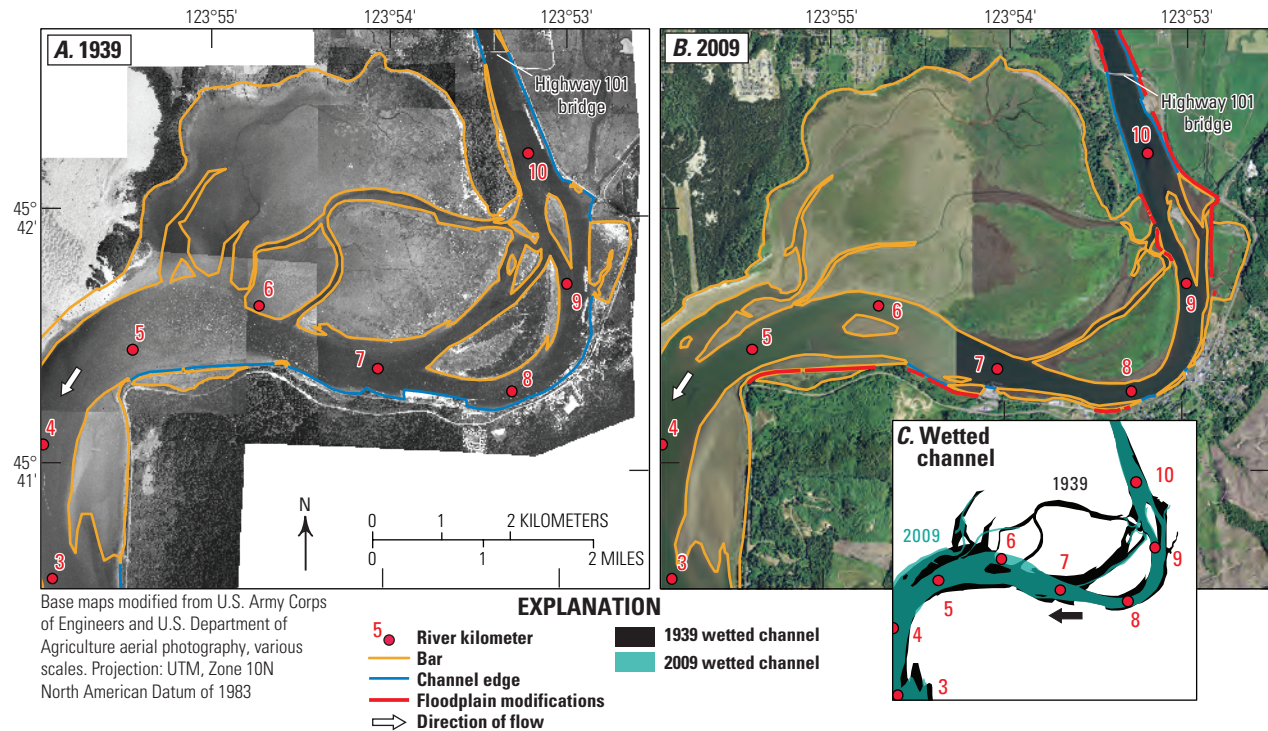 123°55'
123°54'
123°53'
123°55'
123°54'
123°53'
A. 1939
Highway 101
bridge
10
9
8
7
6
5
4
3
45°
42'
45°
41'
N
0 1 2 KILOMETERS
0 1 2 MILES
B. 2009
Highway 101
bridge
10
9
8
7
6
5
4
3
C. Wetted
channel
1939
2009
10
9
8
7
6
5
4
3
Base maps modified from U.S. Army Corps
of Engineers and U.S. Department of
Agriculture aerial photography, various
scales. Projection: UTM, Zone 10N
North American Datum of 1983
EXPLANATION
5 River kilometer
Bar
Channel edge
Floodplain modifications
Direction of flow
1939 wetted channel
2009 wetted channel